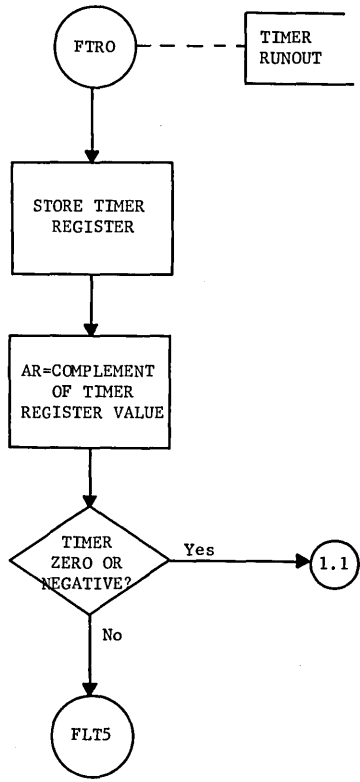 FTRO
TIMER
RUNOUT
STORE TIMER
REGISTER
AR=COMPLEMENT
OF TIMER
REGISTER VALUE
TIMER
ZERO OR
NEGATIVE?
Yes
1.1
No
FLT5